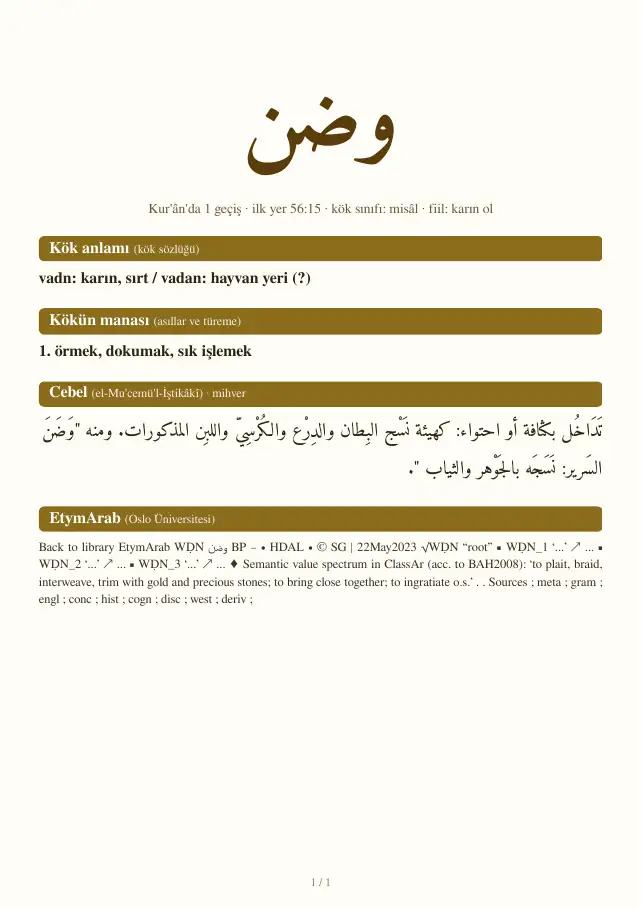 وضن
Kur'ân'da 1 geçiş · ilk yer 56:15 · kök sınıfı: misâl · fiil: karın ol
Kök anlamı (kök sözlüğü)
vadn: karın, sırt / vadan: hayvan yeri (?)
Kökün manası (asıllar ve türeme)
1. örmek, dokumak, sık işlemek
Cebel (el-Mu'cemü'l-İştikâkî) · mihver
تَدَاخُل بكثافة أو احتواء: كهيئة نَسْج البِطان والدِرْع والكُرْسِيّ واللبِن المذكورات. ومنه "وَضَنَ
السَرير: نَسَجَه بالجَوْهر والثياب ".
EtymArab (Oslo Üniversitesi)
Back to library EtymArab WḌN وضن BP – • HDAL • © SG | 22May2023 √WḌN “root” ▪ WḌN_1 ‘...’ ↗ ... ▪
WḌN_2 ‘...’ ↗ ... ▪ WḌN_3 ‘...’ ↗ ... ♦ Semantic value spectrum in ClassAr (acc. to BAH2008): ‘to plait, braid,
interweave, trim with gold and precious stones; to bring close together; to ingratiate o.s.’ . . Sources ; meta ; gram ;
engl ; conc ; hist ; cogn ; disc ; west ; deriv ;
1 / 1